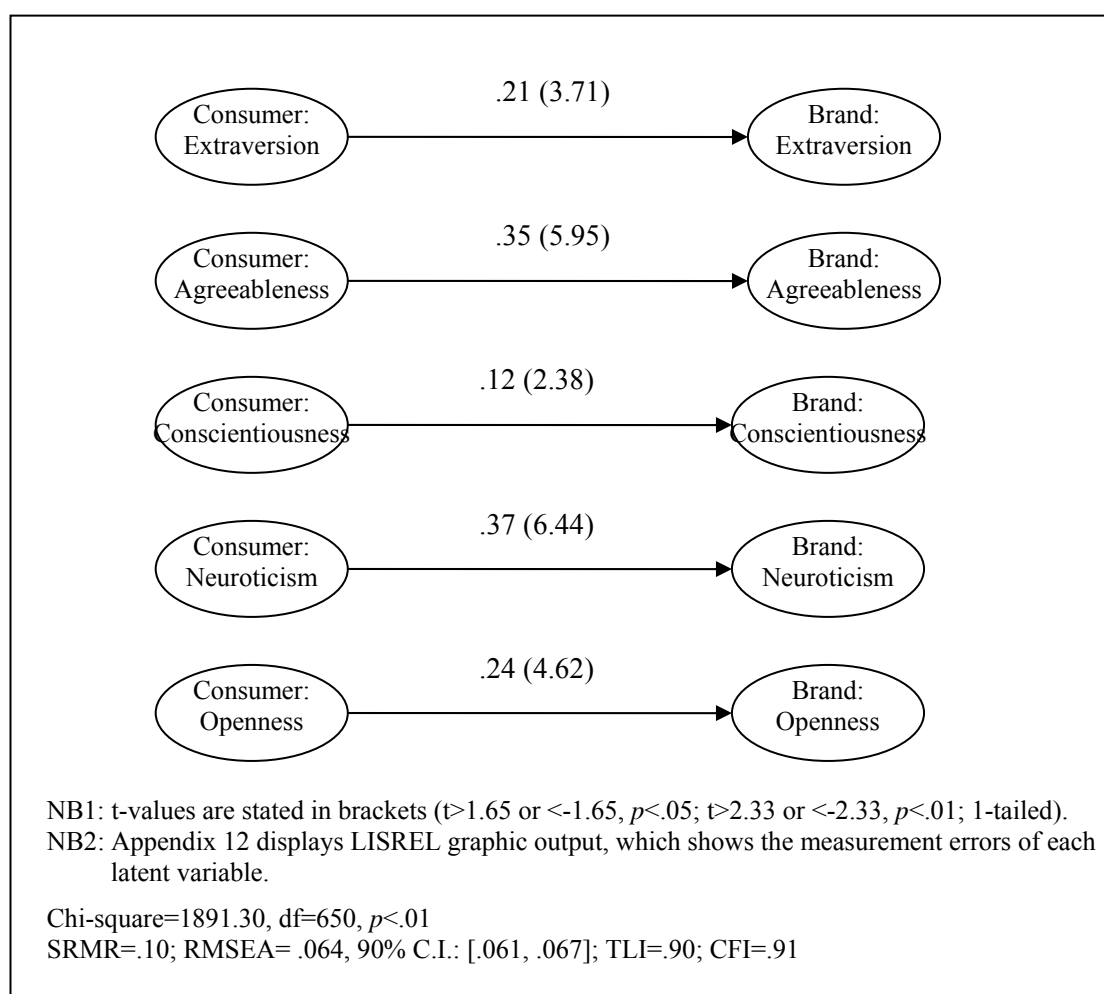 .21 (3.71)
Consumer:
Extraversion
Brand:
Extraversion
.35 (5.95)
Consumer:
Agreeableness
Brand:
Agreeableness
.12 (2.38)
Consumer:
Conscientiousness
Brand:
Conscientiousness
.37 (6.44)
Consumer:
Neuroticism
Brand:
Neuroticism
.24 (4.62)
Consumer:
Openness
Brand:
Openness
NB1: t-values are stated in brackets (t>1.65 or <-1.65, p<.05; t>2.33 or <-2.33, p<.01; 1-tailed).
NB2: Appendix 12 displays LISREL graphic output, which shows the measurement errors of each
latent variable.
Chi-square=1891.30, df=650, p<.01
SRMR=.10; RMSEA= .064, 90% C.I.: [.061, .067]; TLI=.90; CFI=.91